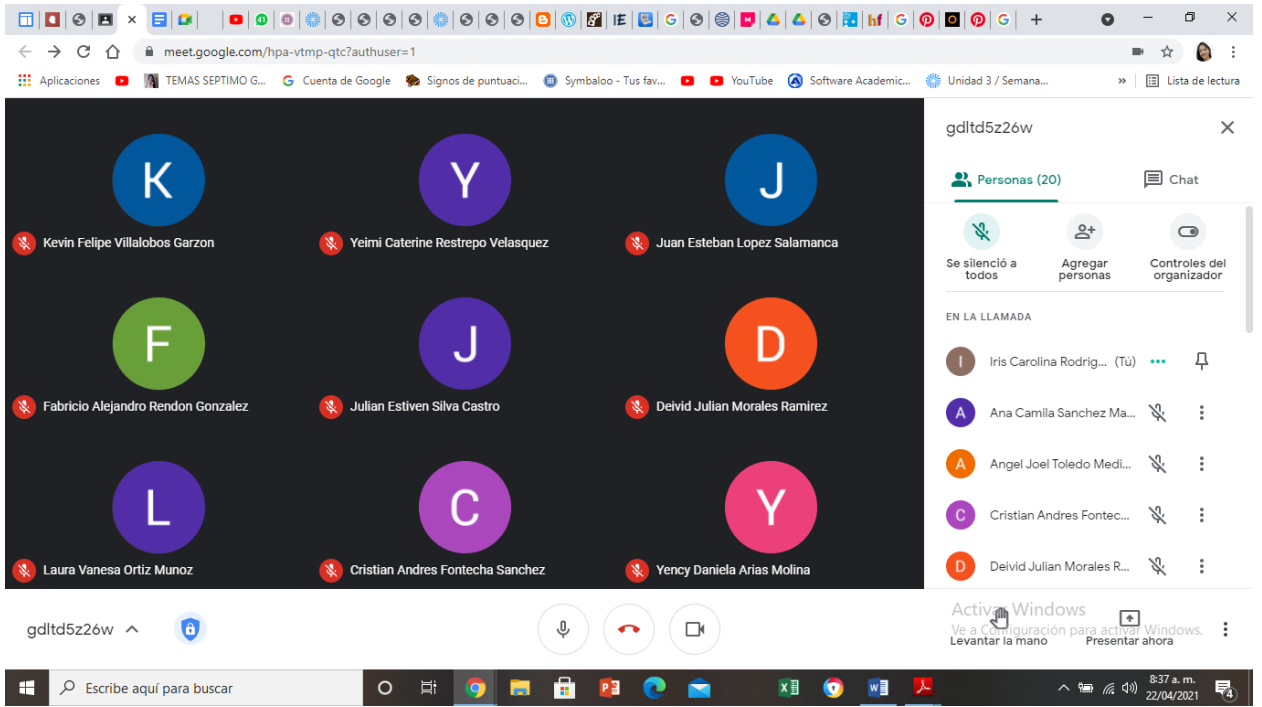 meet.google.com/hpa-vtmp-qtc?authuser=1
Aplicaciones
TEMAS SEPTIMO G...
Cuenta de Google
Signos de puntuaci...
Symbaloo - Tus fav...
YouTube
Software Academic...
Unidad 3 / Semana...
»
Lista de lectura
K
Kevin Felipe Villalobos Garzon
Y
Yeimi Caterine Restrepo Velasquez
J
Juan Esteban Lopez Salamanca
F
Fabricio Alejandro Rendon Gonzalez
J
Julian Estiven Silva Castro
D
Deivid Julian Morales Ramirez
L
Laura Vanesa Ortiz Munoz
C
Cristian Andres Fontecha Sanchez
Y
Yency Daniela Arias Molina
gdltd5z26w
Personas (20)
Chat
Se silenció a
todos
Agregar
personas
Controles del
organizador
EN LA LLAMADA
I Iris Carolina Rodrig... (Tú)
A Ana Camila Sanchez Ma...
A Angel Joel Toledo Medi...
C Cristian Andres Fontec...
D Deivid Julian Morales R...
gdltd5z26w
Activar Windows
Ve a Configuración para activar Windows.
Levantar la mano
Presentar ahora
Escribe aquí para buscar
8:37 a. m.
22/04/2021
4